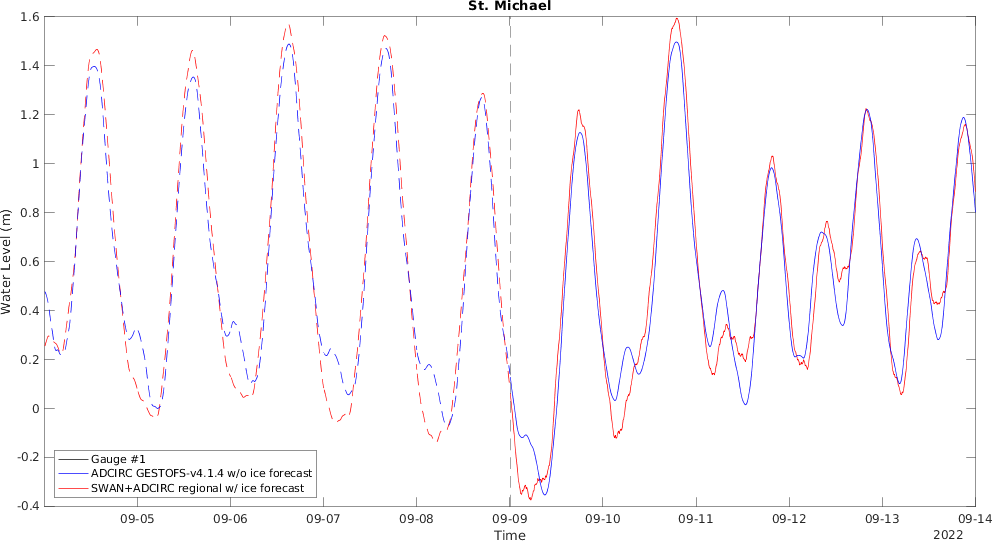 St. Michael
1.6
1.4
1.2
1
0.8
0.6
0.4
0.2
0
-0.2
-0.4
Water Level (m)
Gauge #1
ADCIRC GESTOFS-v4.1.4 w/o ice forecast
SWAN+ADCIRC regional w/ ice forecast
09-05 09-06 09-07 09-08 09-09 09-10 09-11 09-12 09-13 09-14
Time
2022